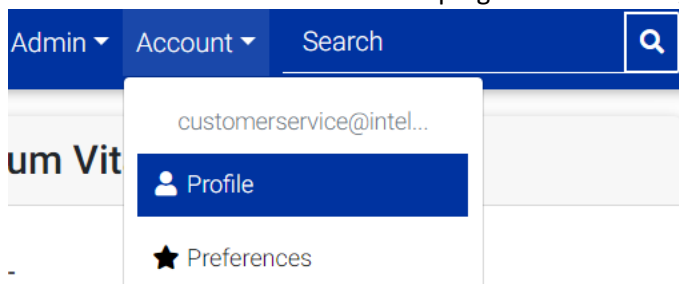 Admin Account Search
customerservice@intel...
um Vit
Profile
Preferences
-